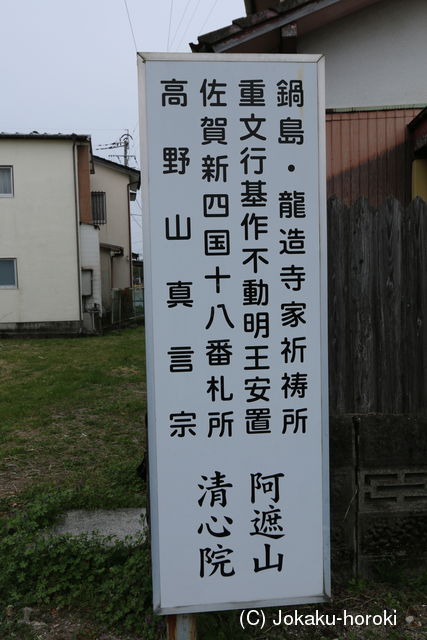 鍋島・龍造寺家祈祷所
重文行基作不動明王安置
佐賀新四国十八番札所
高野山真言宗
阿遮山
清心院
(C) Jokaku-horoki